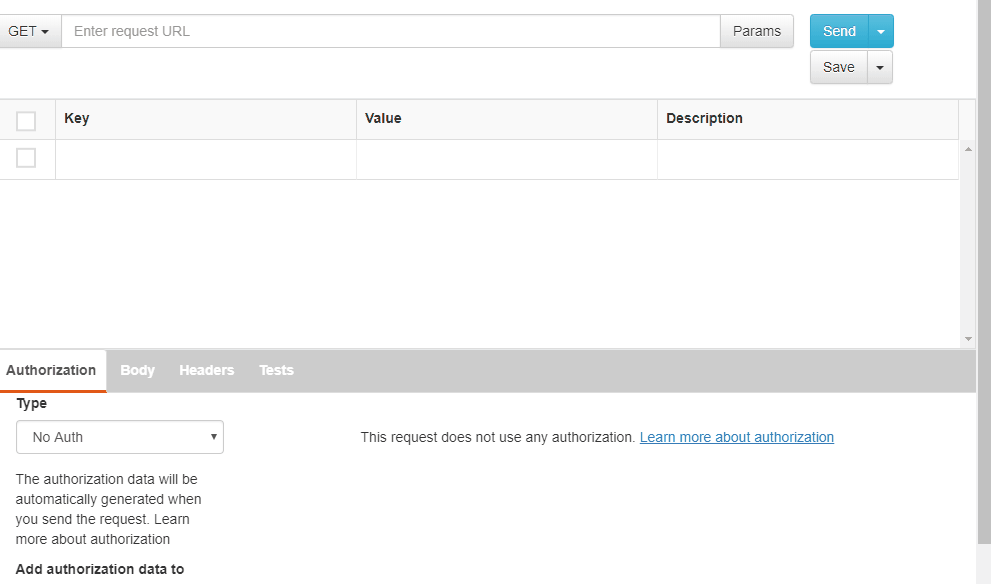 GET Enter request URL Params Send
Save
Key Value Description
Authorization Body Headers Tests
Type
No Auth This request does not use any authorization. Learn more about authorization
The authorization data will be
automatically generated when
you send the request. Learn
more about authorization
Add authorization data to